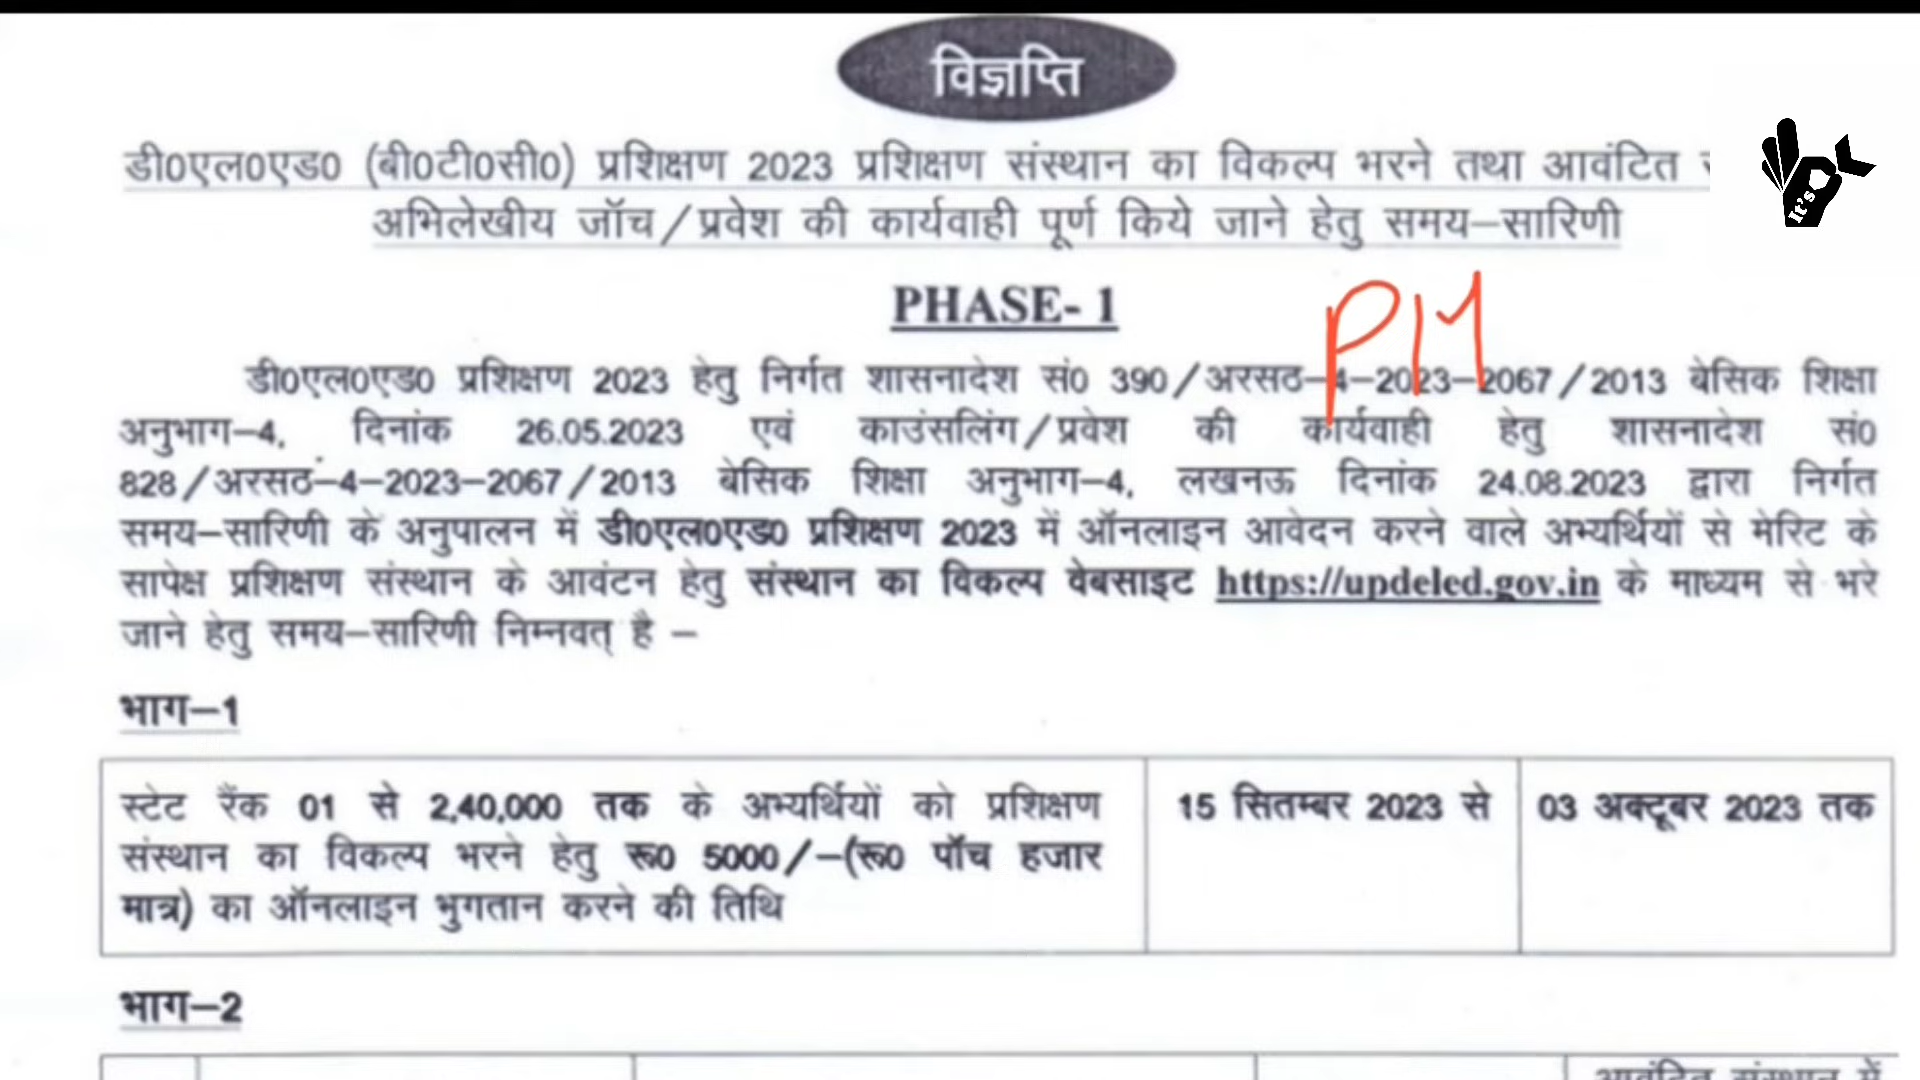 विज्ञप्ति
डी0एल0एड0 (बी0टी0सी0) प्रशिक्षण 2023 प्रशिक्षण संस्थान का विकल्प भरने तथा आवंटित
It's
अभिलेखीय जॉच/प्रवेश की कार्यवाही पूर्ण किये जाने हेतु समय–सारिणी
PHASE- 1
डी0एल0एड0 प्रशिक्षण 2023 हेतु निर्गत शासनादेश सं0 390/अरसठ–4–2023–2067/2013 बेसिक शिक्षा
अनुभाग–4, दिनांक 26.05.2023 एवं काउंसलिंग/प्रवेश की कार्यवाही हेतु शासनादेश सं0
828/अरसठ–4–2023–2067/2013 बेसिक शिक्षा अनुभाग–4, लखनऊ दिनांक 24.08.2023 द्वारा निर्गत
समय–सारिणी के अनुपालन में डी0एल0एड0 प्रशिक्षण 2023 में ऑनलाइन आवेदन करने वाले अभ्यर्थियों से मेरिट के
सापेक्ष प्रशिक्षण संस्थान के आवंटन हेतु संस्थान का विकल्प वेबसाइट https://updeled.gov.in के माध्यम से भरे
जाने हेतु समय–सारिणी निम्नवत् है –
भाग–1
स्टेट रैंक 01 से 2,40,000 तक के अभ्यर्थियों को प्रशिक्षण
संस्थान का विकल्प भरने हेतु रू0 5000/–(रू0 पॉच हजार
मात्र) का ऑनलाइन भुगतान करने की तिथि
15 सितम्बर 2023 से
03 अक्टूबर 2023 तक
भाग–2
आवंटित संस्थान में